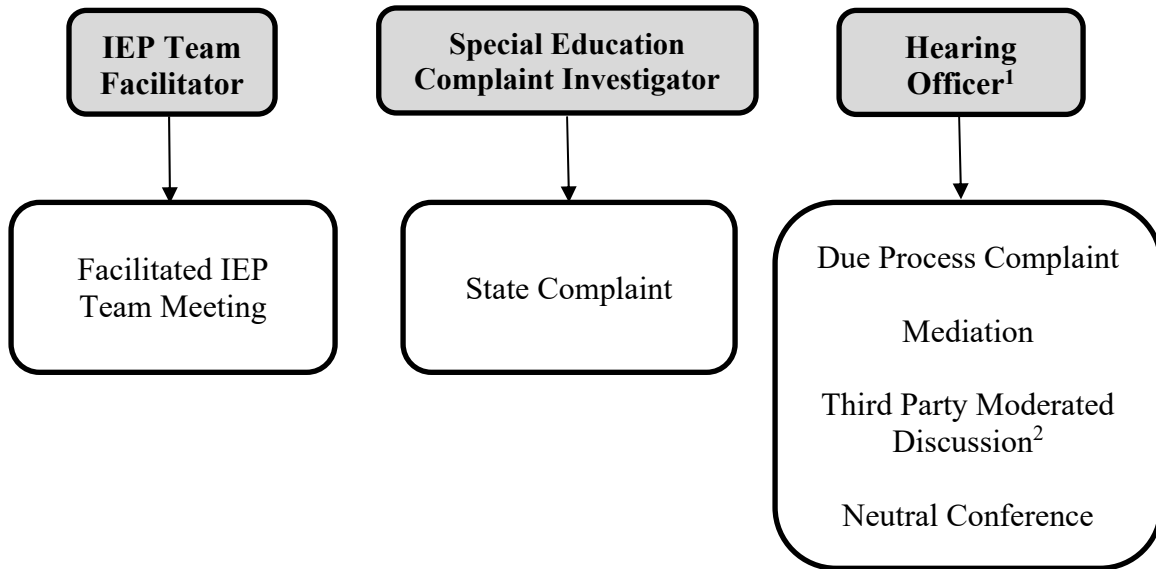 IEP Team
Facilitator
Special Education
Complaint Investigator
Hearing
Officer¹
Facilitated IEP
Team Meeting
State Complaint
Due Process Complaint
Mediation
Third Party Moderated
Discussion²
Neutral Conference